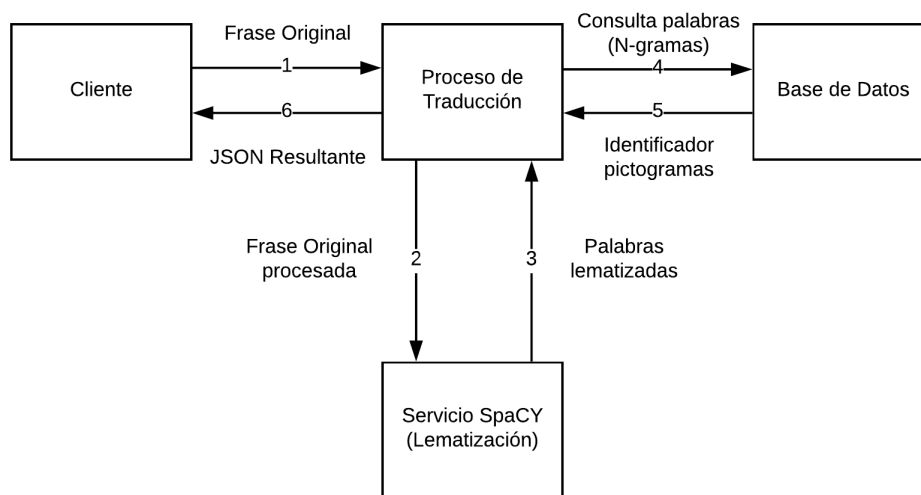 Frase Original
1
Consulta palabras
(N-gramas)
4
Cliente
Proceso de
Traducción
Base de Datos
6
JSON Resultante
5
Identificador
pictogramas
Frase Original
procesada
2
3
Palabras
lematizadas
Servicio SpaCY
(Lematización)